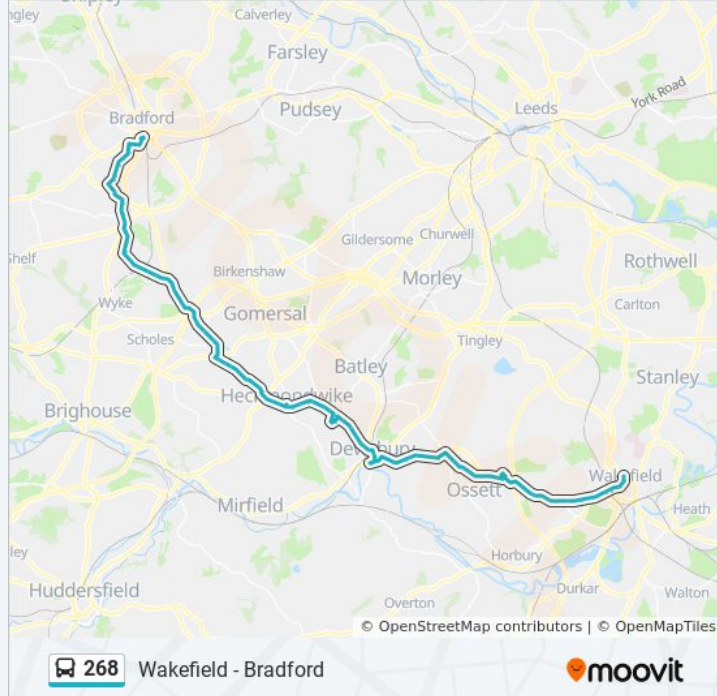 Calverley
Farsley
Bradford
Pudsey
Leeds
York Road
Shelf
Gildersome
Churwell
Rothwell
Birkenshaw
Morley
Wyke
Gomersal
Carlton
Scholes
Tingley
Batley
Stanley
Heckmondwike
Brighouse
Dewsbury
Wakefield
Ossett
Mirfield
Heath
Horbury
Huddersfield
Durkar
Walton
Overton
© OpenStreetMap contributors | © OpenMapTiles
268 Wakefield - Bradford
moovit